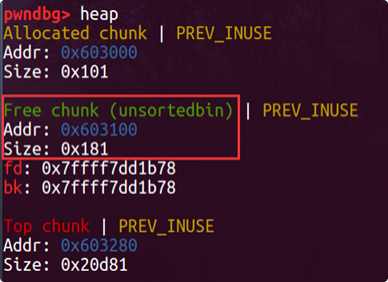 pwndbg> heap
Allocated chunk | PREV_INUSE
Addr: 0x603000
Size: 0x101
Free chunk (unsortedbin) | PREV_INUSE
Addr: 0x603100
Size: 0x181
fd: 0x7ffff7dd1b78
bk: 0x7ffff7dd1b78
Top chunk | PREV_INUSE
Addr: 0x603280
Size: 0x20d81